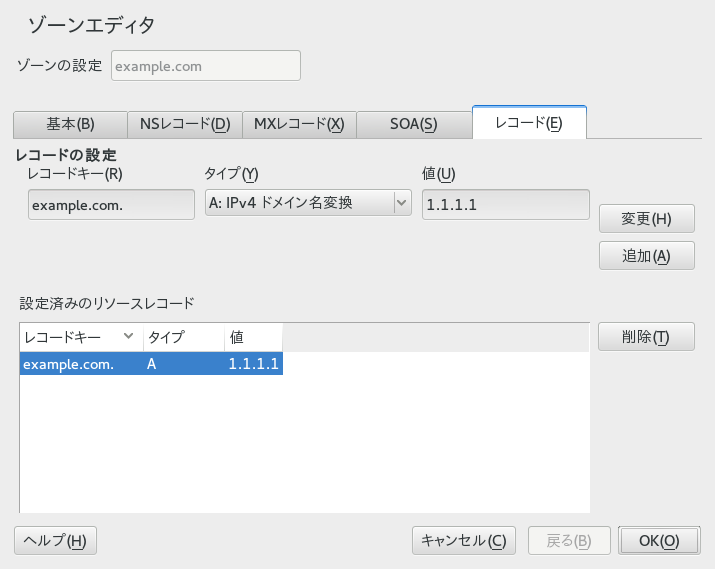 ゾーンエディタ
ゾーンの設定 example.com
基本(B) NSレコード(D) MXレコード(X) SOA(S) レコード(E)
レコードの設定
レコードキー(R) タイプ(Y) 値(U)
example.com. A: IPv4 ドメイン名変換 1.1.1.1
変更(H)
追加(A)
設定済みのリソースレコード
レコードキー タイプ 値 削除(T)
example.com. A 1.1.1.1
ヘルプ(H) キャンセル(C) 戻る(B) OK(O)